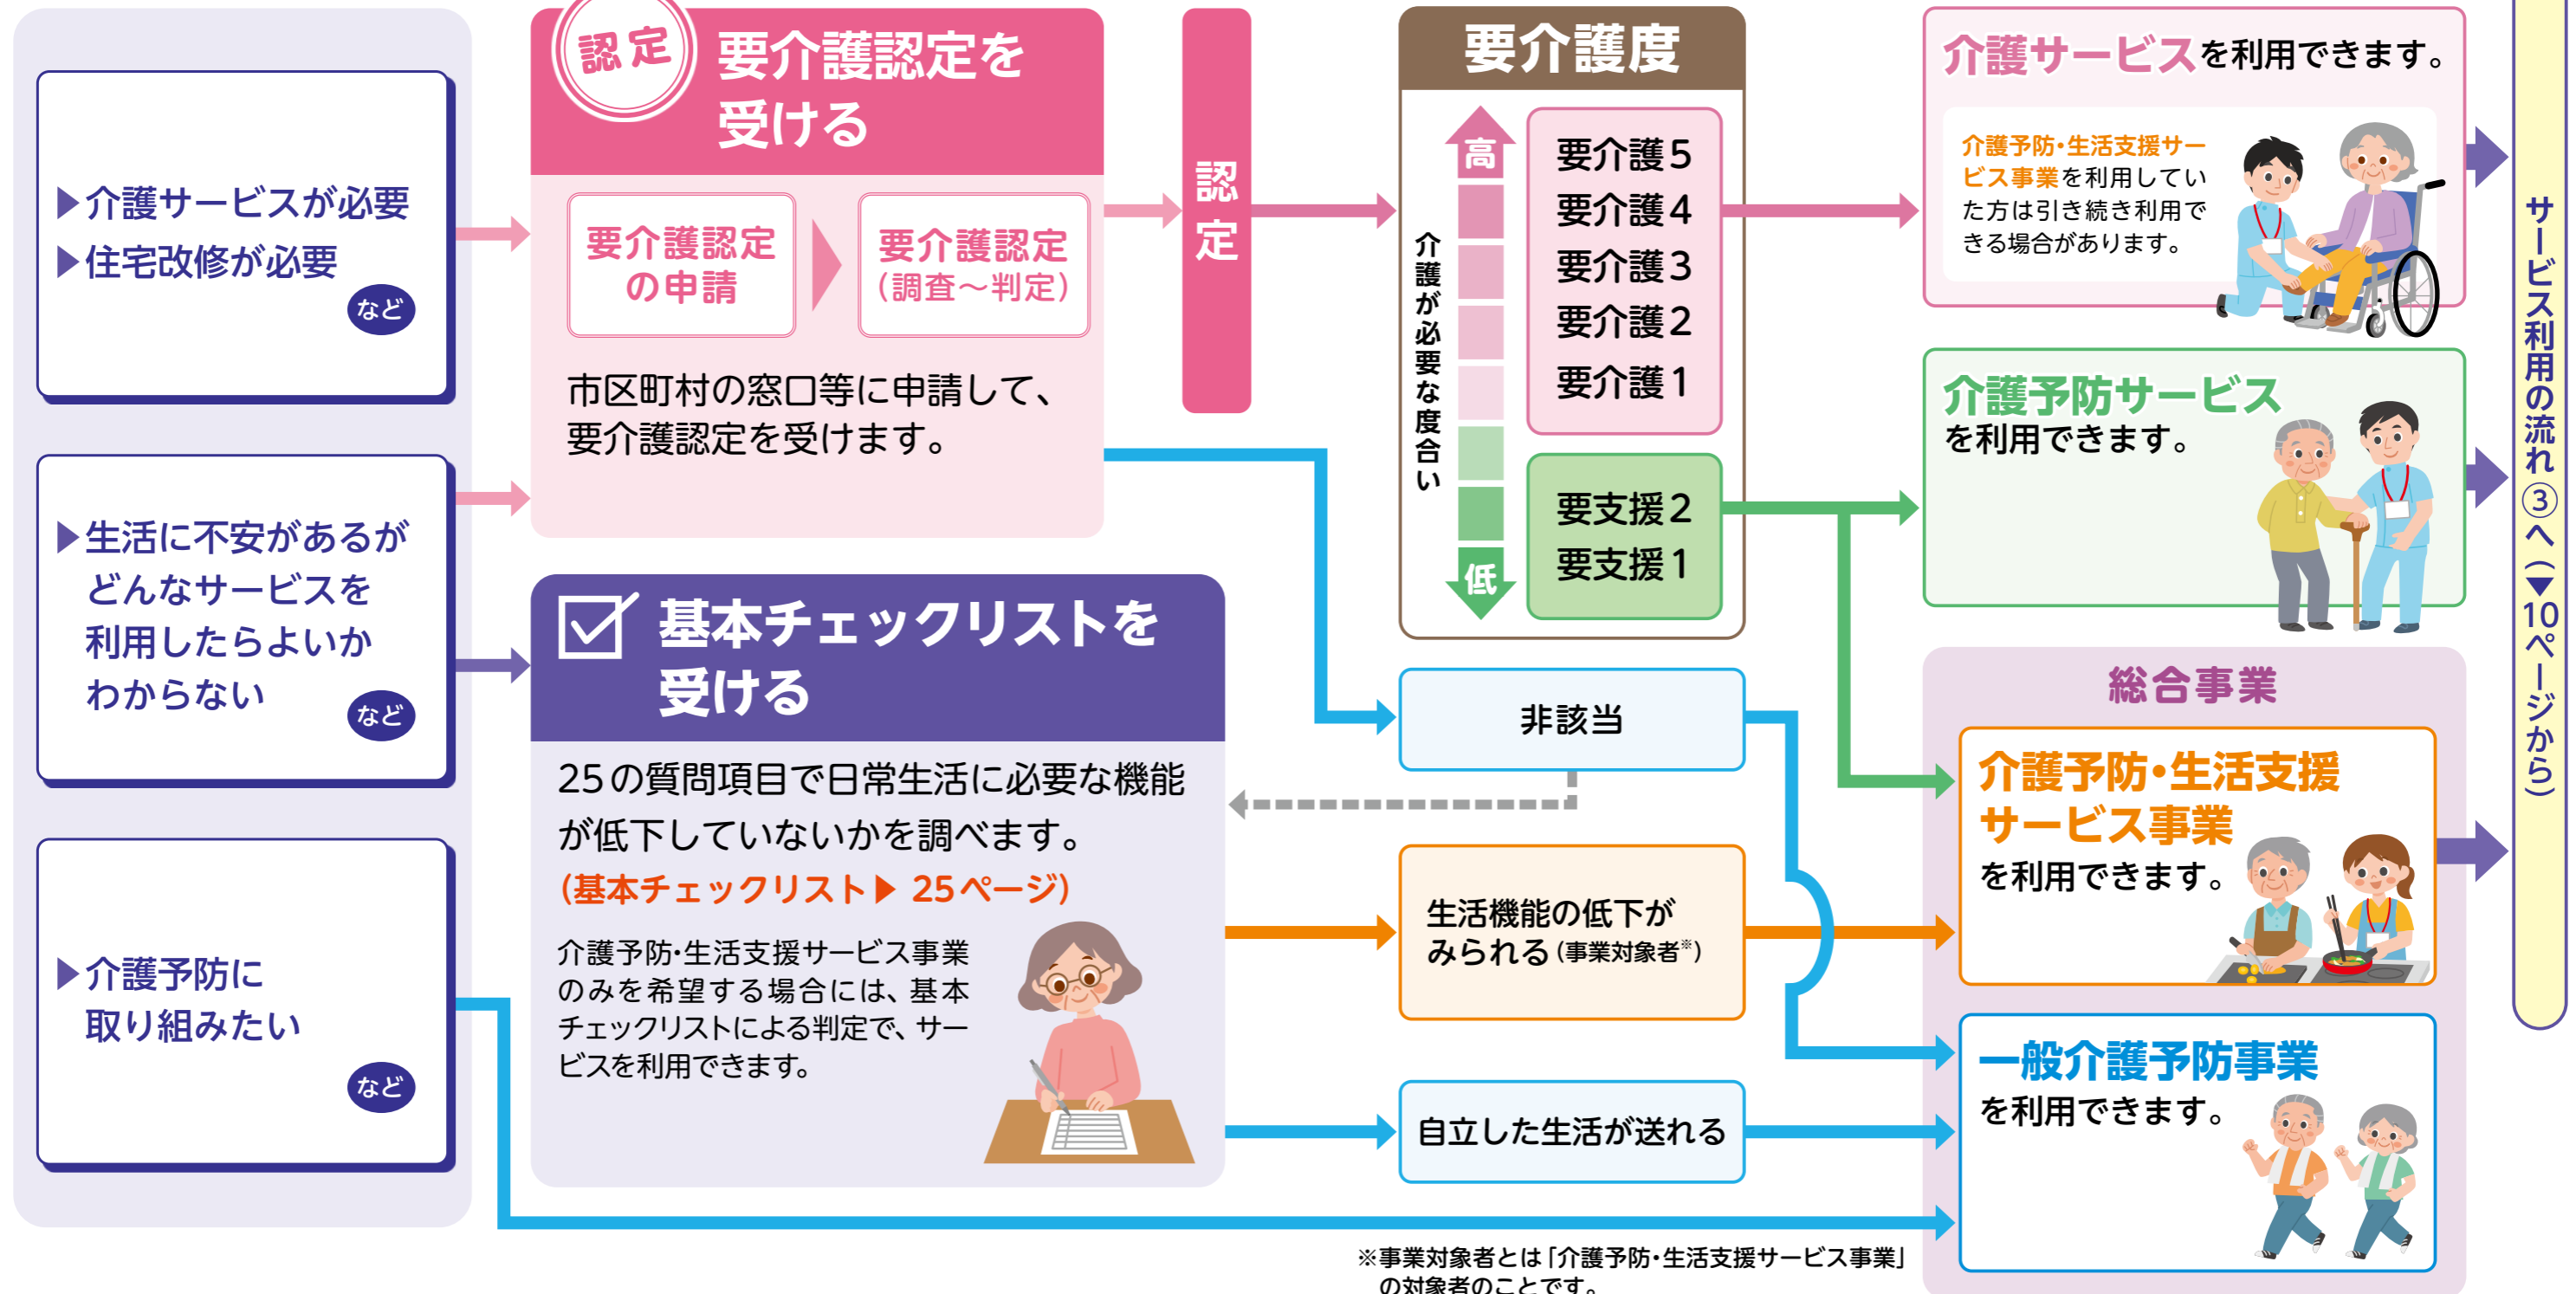 ▶介護サービスが必要
▶住宅改修が必要
など
▶生活に不安があるが
どんなサービスを
利用したらよいか
わからない
など
▶介護予防に
取り組みたい
など
認定
要介護認定を
受ける
要介護認定
の申請
要介護認定
（調査～判定）
市区町村の窓口等に申請して、
要介護認定を受けます。
基本チェックリストを
受ける
25の質問項目で日常生活に必要な機能
が低下していないかを調べます。
（基本チェックリスト▶ 25ページ）
介護予防・生活支援サービス事業
のみを希望する場合には、基本
チェックリストによる判定で、サー
ビスを利用できます。
認定
要介護度
高
介護が必要な度合い
低
要介護5
要介護4
要介護3
要介護2
要介護1
要支援2
要支援1
非該当
生活機能の低下が
みられる（事業対象者※）
自立した生活が送れる
※事業対象者とは「介護予防・生活支援サービス事業」
の対象者のことです。
介護サービスを利用できます。
介護予防・生活支援サー
ビス事業を利用してい
た方は引き続き利用で
きる場合があります。
介護予防サービス
を利用できます。
総合事業
介護予防・生活支援
サービス事業
を利用できます。
一般介護予防事業
を利用できます。
サービス利用の流れ③へ（▼10ページから）